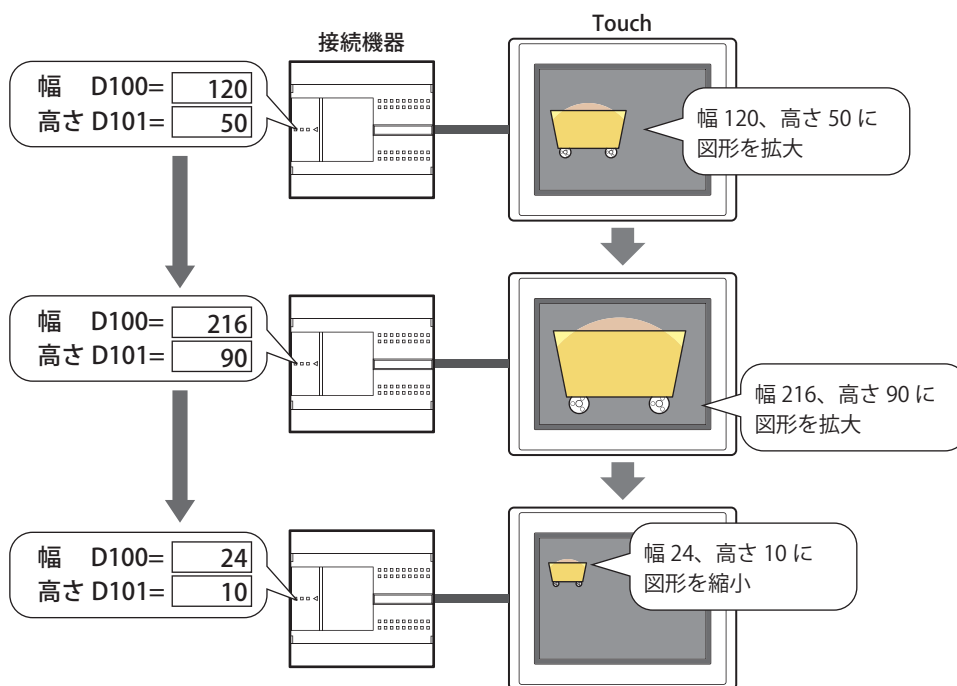 接続機器
Touch
幅 D100= 120
高さ D101= 50
幅 120、高さ 50 に
図形を拡大
幅 D100= 216
高さ D101= 90
幅 216、高さ 90 に
図形を拡大
幅 D100= 24
高さ D101= 10
幅 24、高さ 10 に
図形を縮小